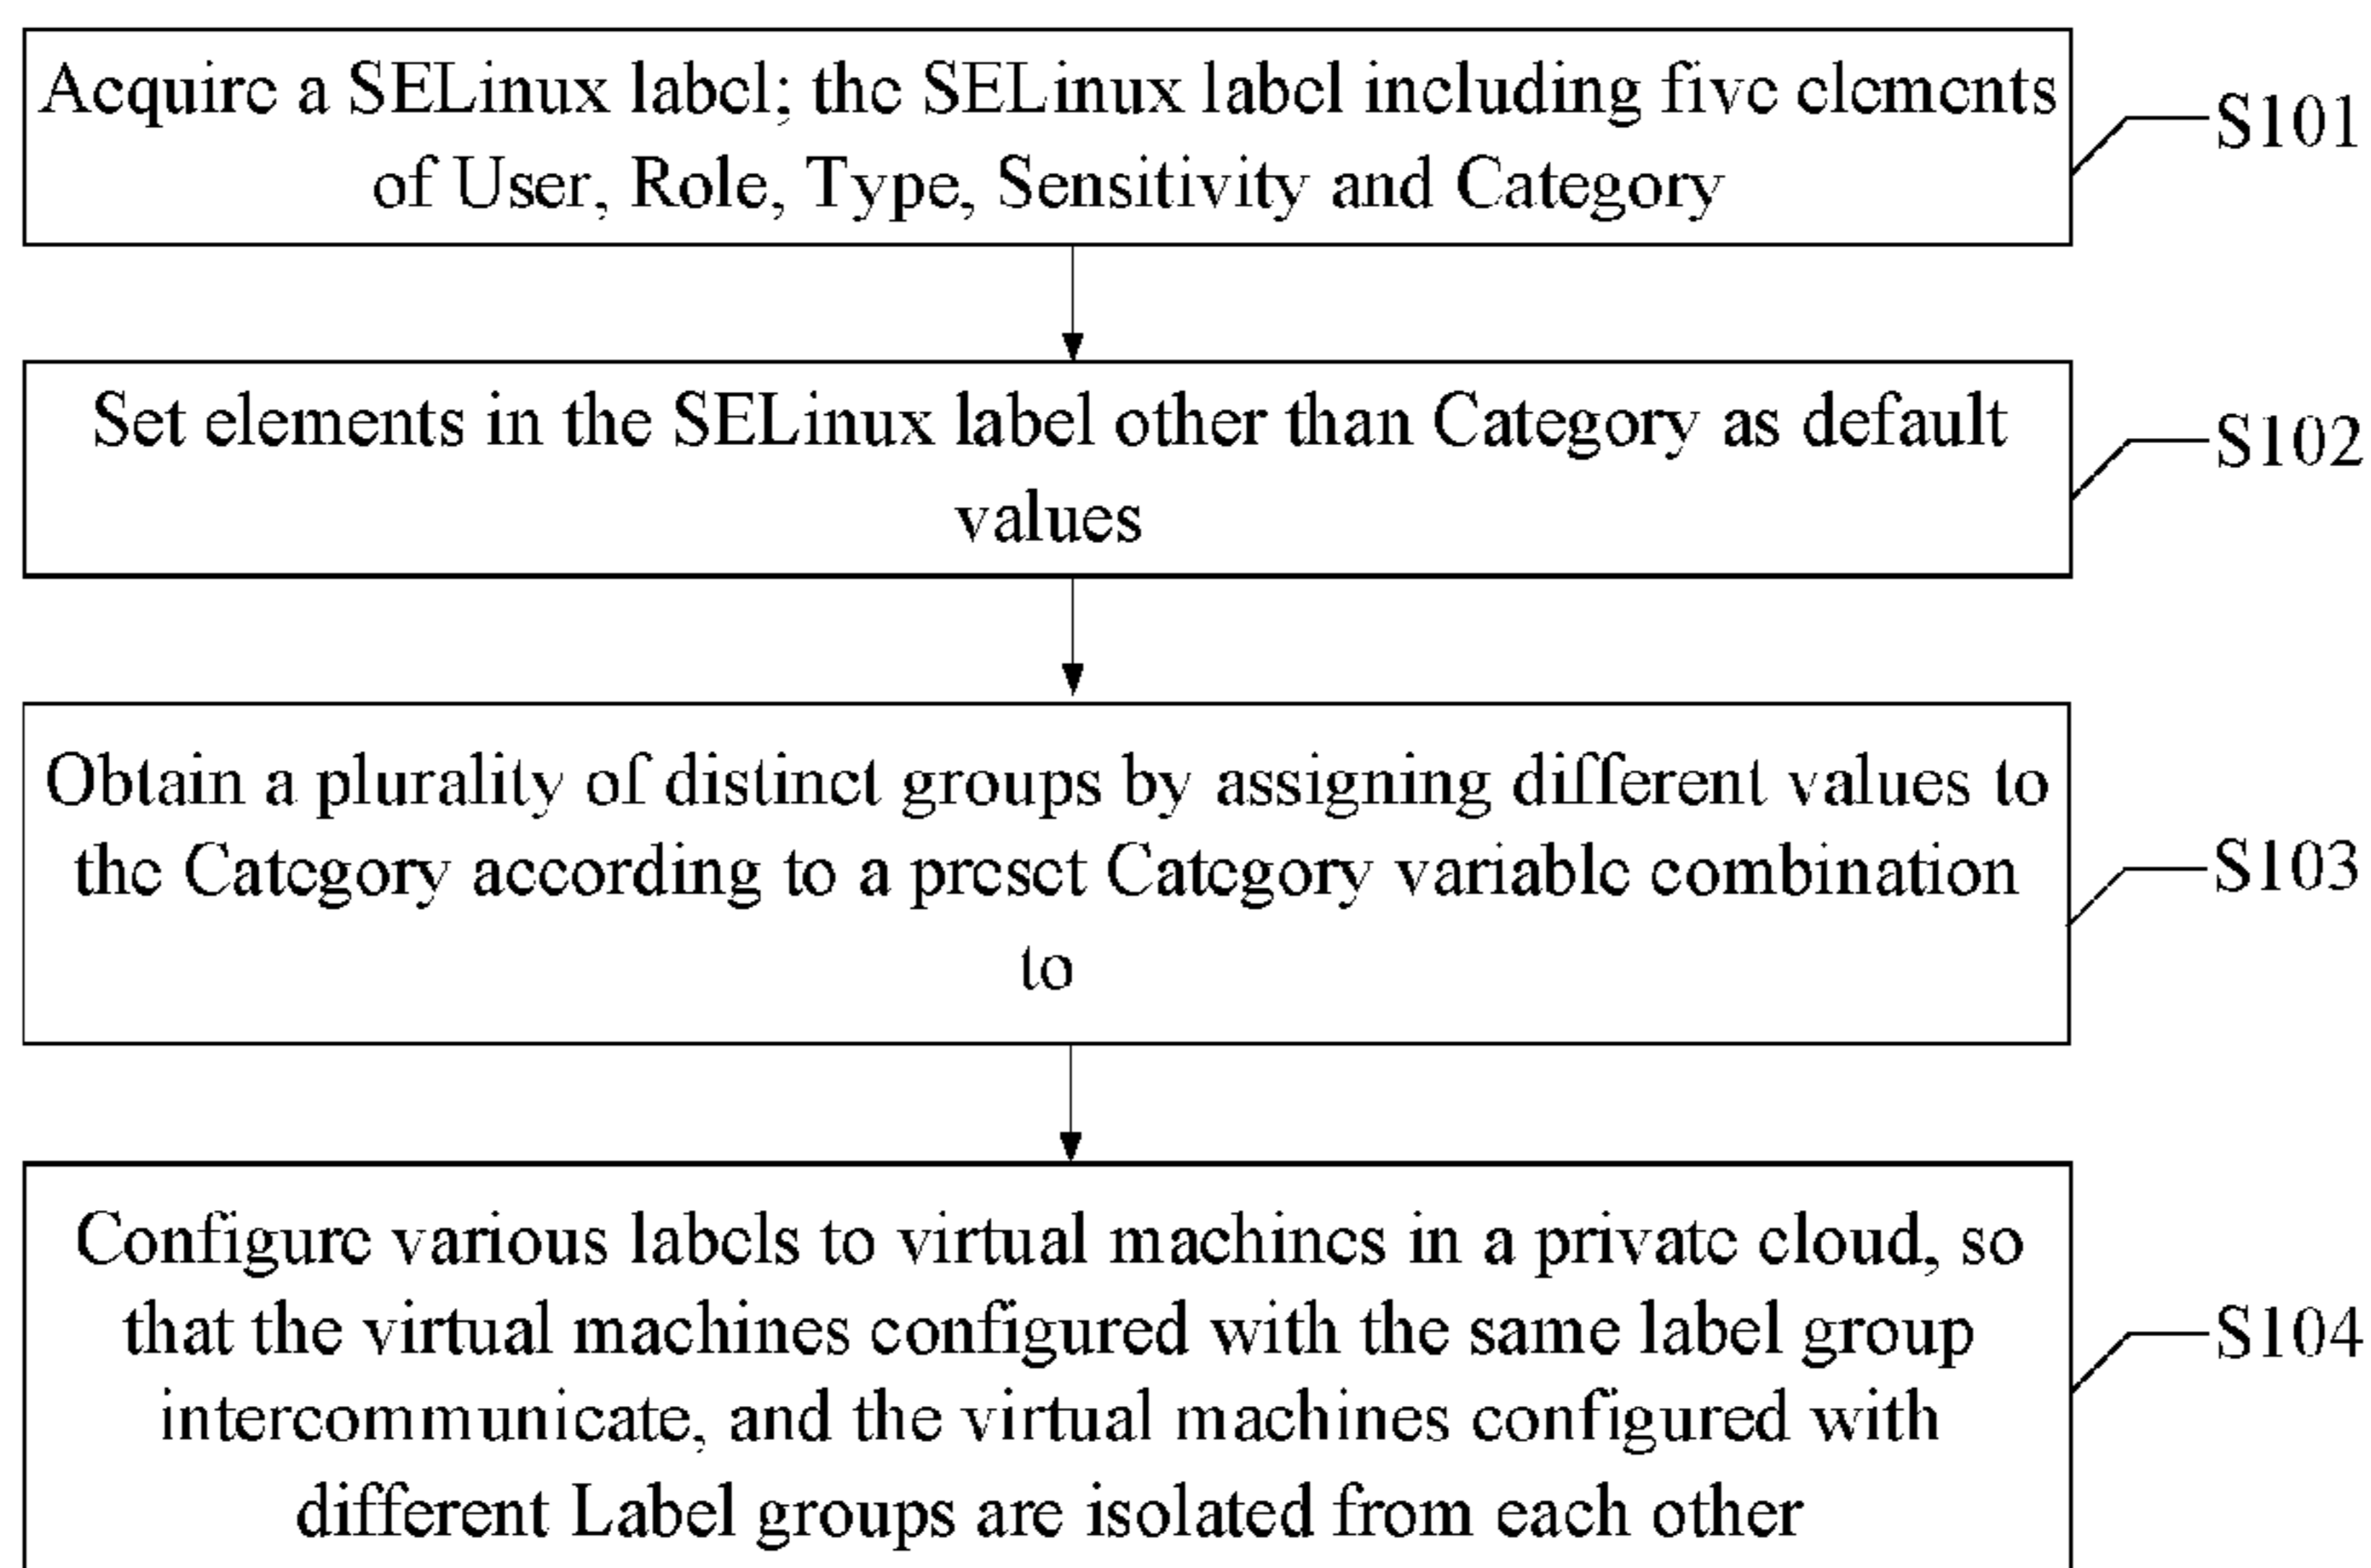 Acquire a SELinux label; the SELinux label including five elements
of User, Role, Type, Sensitivity and Category
S101
Set elements in the SELinux label other than Category as default
values
S102
Obtain a plurality of distinct groups by assigning different values to
the Category according to a preset Category variable combination
to
S103
Configure various labels to virtual machines in a private cloud, so
that the virtual machines configured with the same label group
intercommunicate, and the virtual machines configured with
different Label groups are isolated from each other
S104